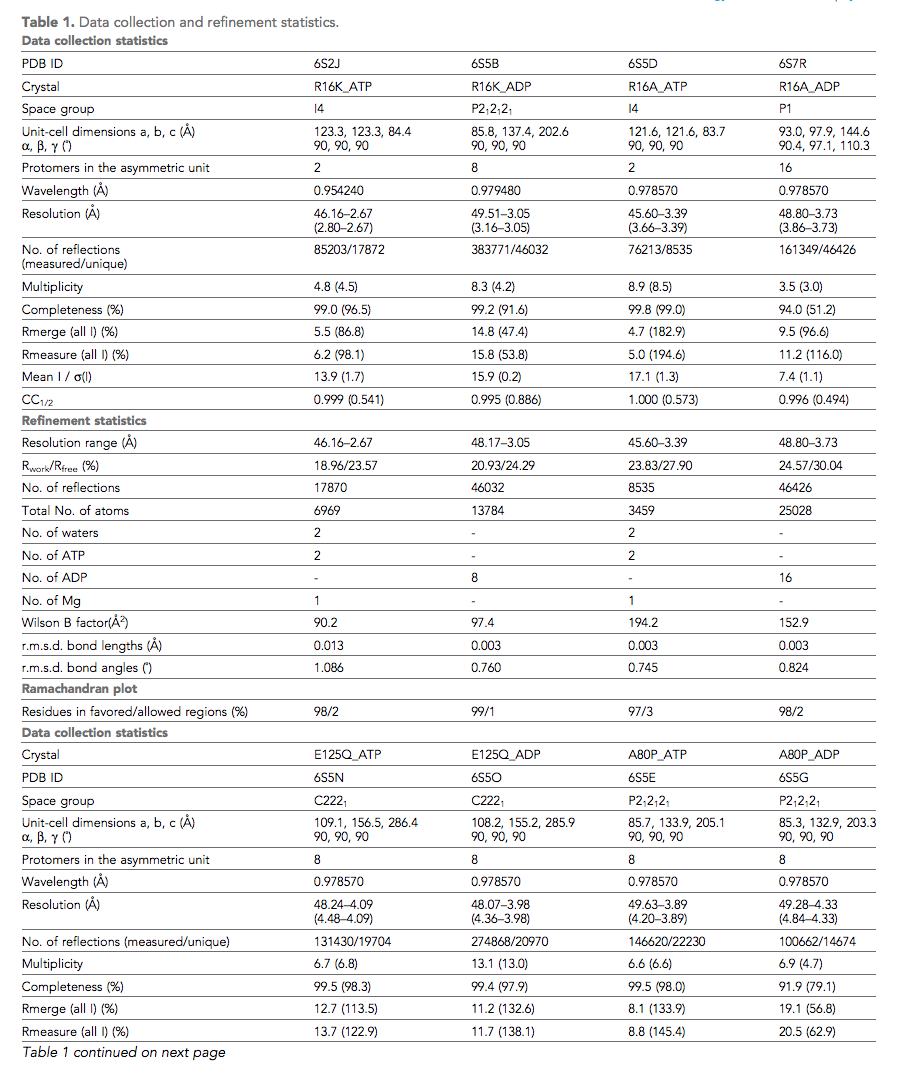 Table 1. Data collection and refinement statistics.
Data collection statistics
PDB ID 6S2J 6S5B 6S5D 6S7R
Crystal R16K_ATP R16K_ADP R16A_ATP R16A_ADP
Space group I4 P2₁2₁2₁ I4 P1
Unit-cell dimensions a, b, c (Å) 123.3, 123.3, 84.4 85.8, 137.4, 202.6 121.6, 121.6, 83.7 93.0, 97.9, 144.6
α, β, γ (°) 90, 90, 90 90, 90, 90 90, 90, 90 90.4, 97.1, 110.3
Protomers in the asymmetric unit 2 8 2 16
Wavelength (Å) 0.954240 0.979480 0.978570 0.978570
Resolution (Å) 46.16–2.67 49.51–3.05 45.60–3.39 48.80–3.73
(2.80–2.67) (3.16–3.05) (3.66–3.39) (3.86–3.73)
No. of reflections 85203/17872 383771/46032 76213/8535 161349/46426
(measured/unique)
Multiplicity 4.8 (4.5) 8.3 (4.2) 8.9 (8.5) 3.5 (3.0)
Completeness (%) 99.0 (96.5) 99.2 (91.6) 99.8 (99.0) 94.0 (51.2)
Rmerge (all I) (%) 5.5 (86.8) 14.8 (47.4) 4.7 (182.9) 9.5 (96.6)
Rmeasure (all I) (%) 6.2 (98.1) 15.8 (53.8) 5.0 (194.6) 11.2 (116.0)
Mean I / σ(I) 13.9 (1.7) 15.9 (0.2) 17.1 (1.3) 7.4 (1.1)
CC₁/₂ 0.999 (0.541) 0.995 (0.886) 1.000 (0.573) 0.996 (0.494)
Refinement statistics
Resolution range (Å) 46.16–2.67 48.17–3.05 45.60–3.39 48.80–3.73
Rwork/Rfree (%) 18.96/23.57 20.93/24.29 23.83/27.90 24.57/30.04
No. of reflections 17870 46032 8535 46426
Total No. of atoms 6969 13784 3459 25028
No. of waters 2 - 2 -
No. of ATP 2 - 2 -
No. of ADP - 8 - 16
No. of Mg 1 - 1 -
Wilson B factor(Å²) 90.2 97.4 194.2 152.9
r.m.s.d. bond lengths (Å) 0.013 0.003 0.003 0.003
r.m.s.d. bond angles (°) 1.086 0.760 0.745 0.824
Ramachandran plot
Residues in favored/allowed regions (%) 98/2 99/1 97/3 98/2
Data collection statistics
Crystal E125Q_ATP E125Q_ADP A80P_ATP A80P_ADP
PDB ID 6S5N 6S5O 6S5E 6S5G
Space group C222₁ C222₁ P2₁2₁2₁ P2₁2₁2₁
Unit-cell dimensions a, b, c (Å) 109.1, 156.5, 286.4 108.2, 155.2, 285.9 85.7, 133.9, 205.1 85.3, 132.9, 203.3
α, β, γ (°) 90, 90, 90 90, 90, 90 90, 90, 90 90, 90, 90
Protomers in the asymmetric unit 8 8 8 8
Wavelength (Å) 0.978570 0.978570 0.978570 0.978570
Resolution (Å) 48.24–4.09 48.07–3.98 49.63–3.89 49.28–4.33
(4.48–4.09) (4.36–3.98) (4.20–3.89) (4.84–4.33)
No. of reflections (measured/unique) 131430/19704 274868/20970 146620/22230 100662/14674
Multiplicity 6.7 (6.8) 13.1 (13.0) 6.6 (6.6) 6.9 (4.7)
Completeness (%) 99.5 (98.3) 99.4 (97.9) 99.5 (98.0) 91.9 (79.1)
Rmerge (all I) (%) 12.7 (113.5) 11.2 (132.6) 8.1 (133.9) 19.1 (56.8)
Rmeasure (all I) (%) 13.7 (122.9) 11.7 (138.1) 8.8 (145.4) 20.5 (62.9)
Table 1 continued on next page